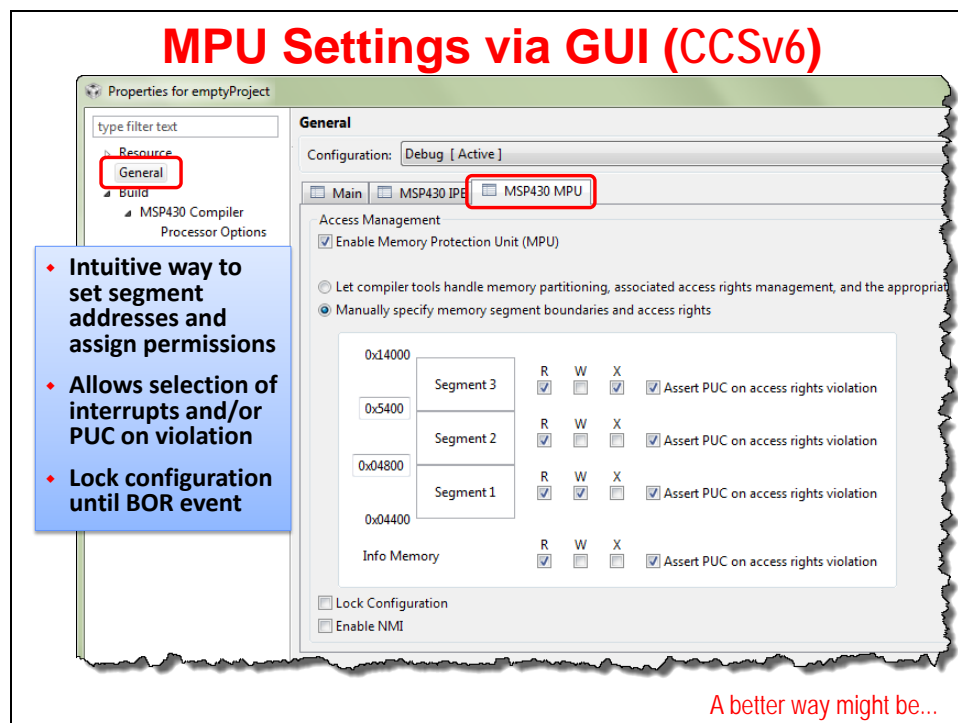 MPU Settings via GUI (CCSv6)
Properties for emptyProject
type filter text
Resource
General
Build
MSP430 Compiler
Processor Options
General
Configuration: Debug [ Active ]
Main
MSP430 IPE
MSP430 MPU
Access Management
Enable Memory Protection Unit (MPU)
Let compiler tools handle memory partitioning, associated access rights management, and the appropriat
Manually specify memory segment boundaries and access rights
0x14000
Segment 3
R W X
Assert PUC on access rights violation
0x5400
Segment 2
R W X
Assert PUC on access rights violation
0x04800
Segment 1
R W X
Assert PUC on access rights violation
0x04400
Info Memory
R W X
Assert PUC on access rights violation
Lock Configuration
Enable NMI
• Intuitive way to
set segment
addresses and
assign permissions
• Allows selection of
interrupts and/or
PUC on violation
• Lock configuration
until BOR event
A better way might be...